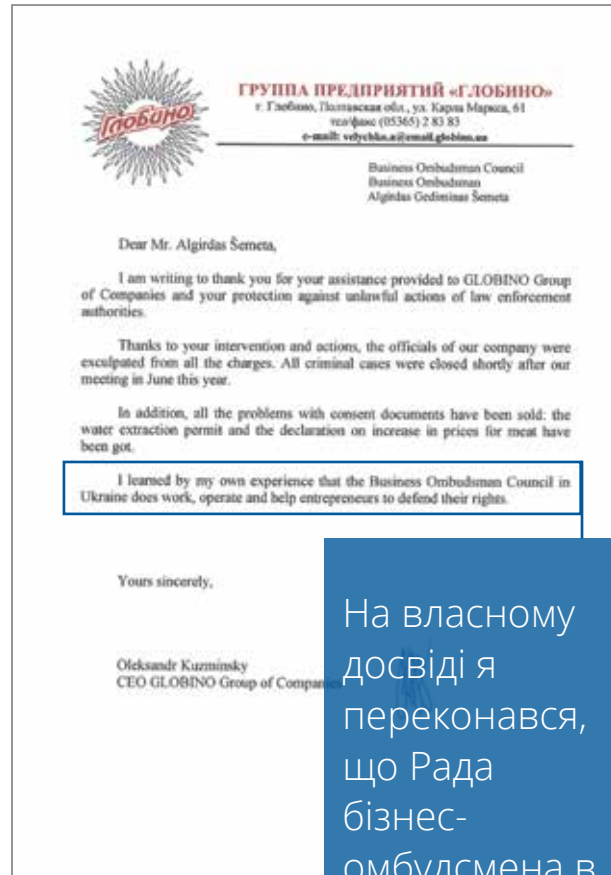 Глобино
ГРУППА ПРЕДПРИЯТИЙ «ГЛОБИНО»
г. Глобино, Полтавская обл., ул. Карла Маркса, 61
тел/факс (05365) 2 83 83
e-mail: velychko.a@email.globino.ua
Business Ombudsman Council
Business Ombudsman
Algirdas Gediminas Šemeta
Dear Mr. Algirdas Šemeta,
I am writing to thank you for your assistance provided to GLOBINO Group
of Companies and your protection against unlawful actions of law enforcement
authorities.
Thanks to your intervention and actions, the officials of our company were
exculpated from all the charges. All criminal cases were closed shortly after our
meeting in June this year.
In addition, all the problems with consent documents have been sold: the
water extraction permit and the declaration on increase in prices for meat have
been got.
I learned by my own experience that the Business Ombudsman Council in
Ukraine does work, operate and help entrepreneurs to defend their rights.
Yours sincerely,
Oleksandr Kuzminsky
CEO GLOBINO Group of Companies
На власному
досвіді я
переконався,
що Рада
бізнес-
омбудсмена в